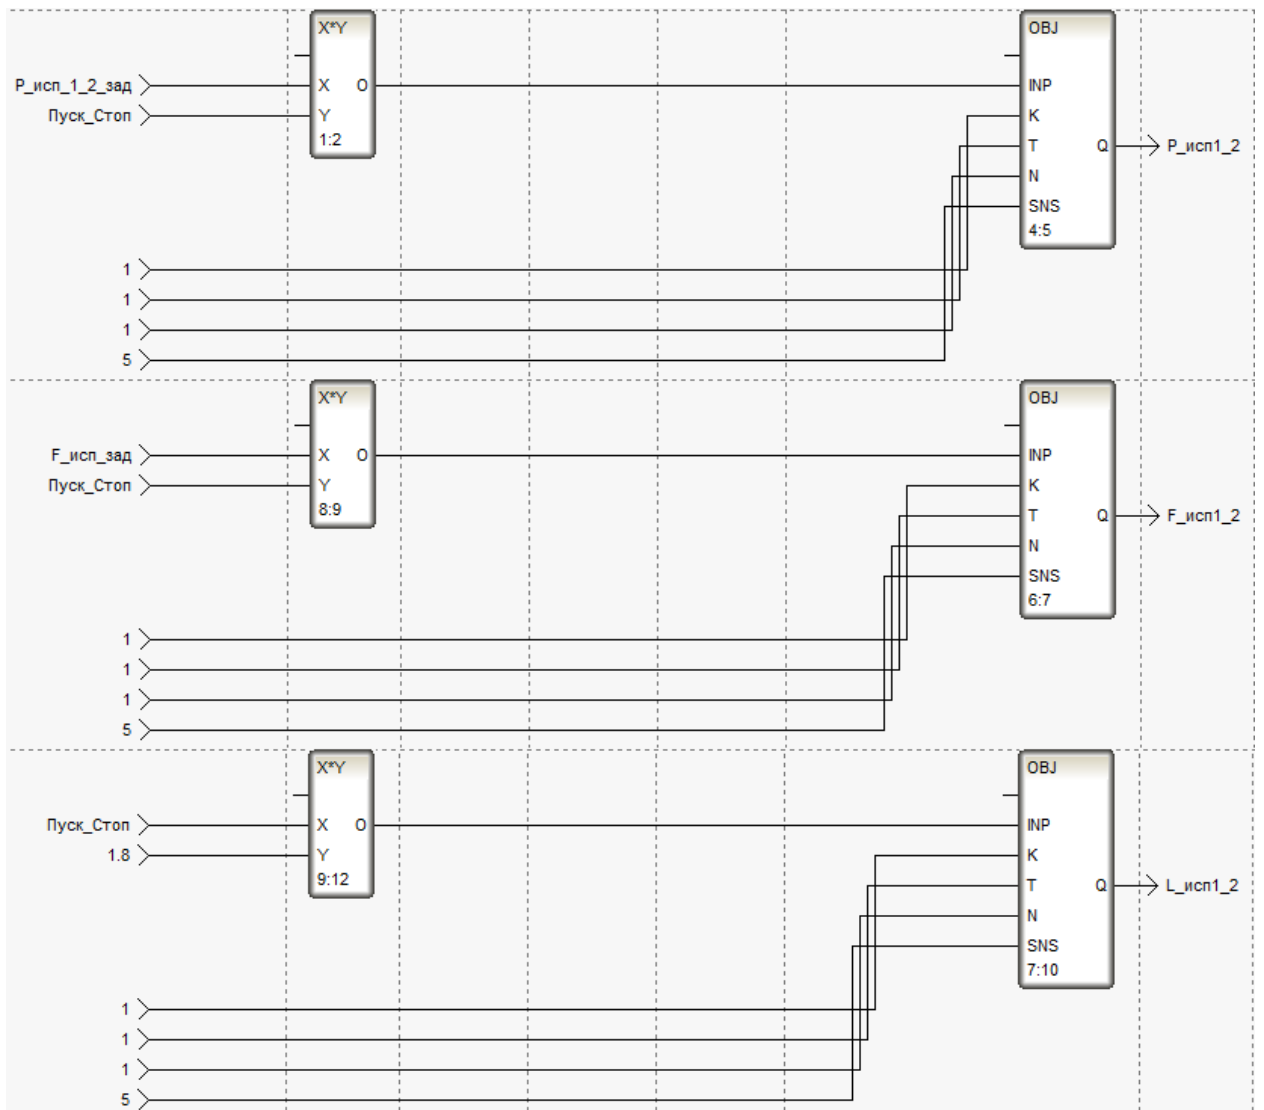 X*Y
OBJ
P_исп_1_2_зад
X
O
INP
Пуск_Стоп
Y
K
1:2
T
Q
P_исп1_2
N
SNS
4:5
1
1
1
5
X*Y
OBJ
F_исп_зад
X
O
INP
Пуск_Стоп
Y
K
8:9
T
Q
F_исп1_2
N
SNS
6:7
1
1
1
5
X*Y
OBJ
Пуск_Стоп
X
O
INP
1.8
Y
K
9:12
T
Q
L_исп1_2
N
SNS
7:10
1
1
1
5